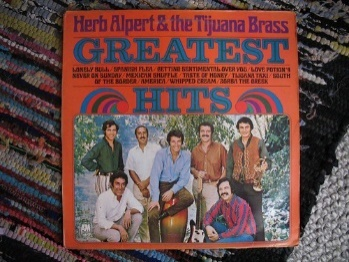 Herb Alpert & the Tijuana Brass
GREATEST
LONELY BULL · SPANISH FLEA · GETTING SENTIMENTAL OVER YOU · LOVE POTION 9
NEVER ON SUNDAY · MEXICAN SHUFFLE · TASTE OF HONEY · TIJUANA TAXI · SOUTH
OF THE BORDER · AMERICA · WHIPPED CREAM · ZORBA THE GREEK
HITS
A&M